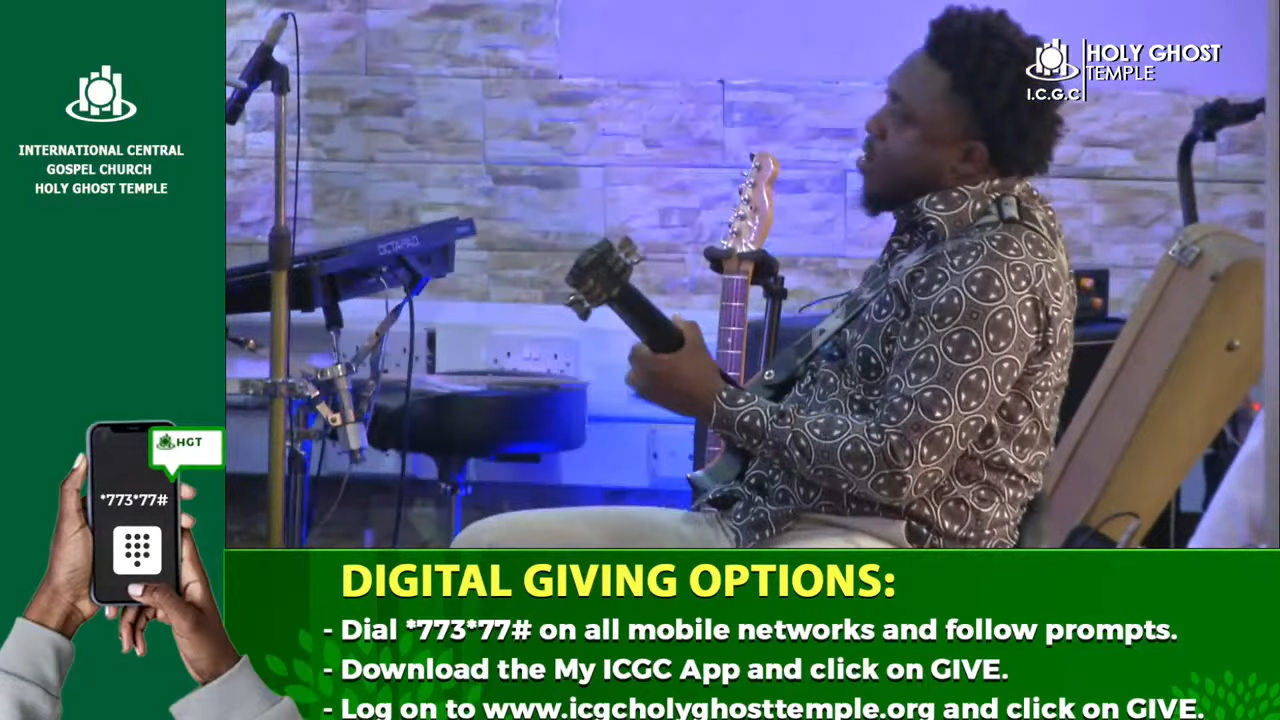 INTERNATIONAL CENTRAL
GOSPEL CHURCH
HOLY GHOST TEMPLE
HOLY GHOST
TEMPLE
I.C.G.C
OCTAPAD
HGT
*773*77#
DIGITAL GIVING OPTIONS:
- Dial *773*77# on all mobile networks and follow prompts.
- Download the My ICGC App and click on GIVE.
- Log on to www.icgcholyghosttemple.org and click on GIVE.